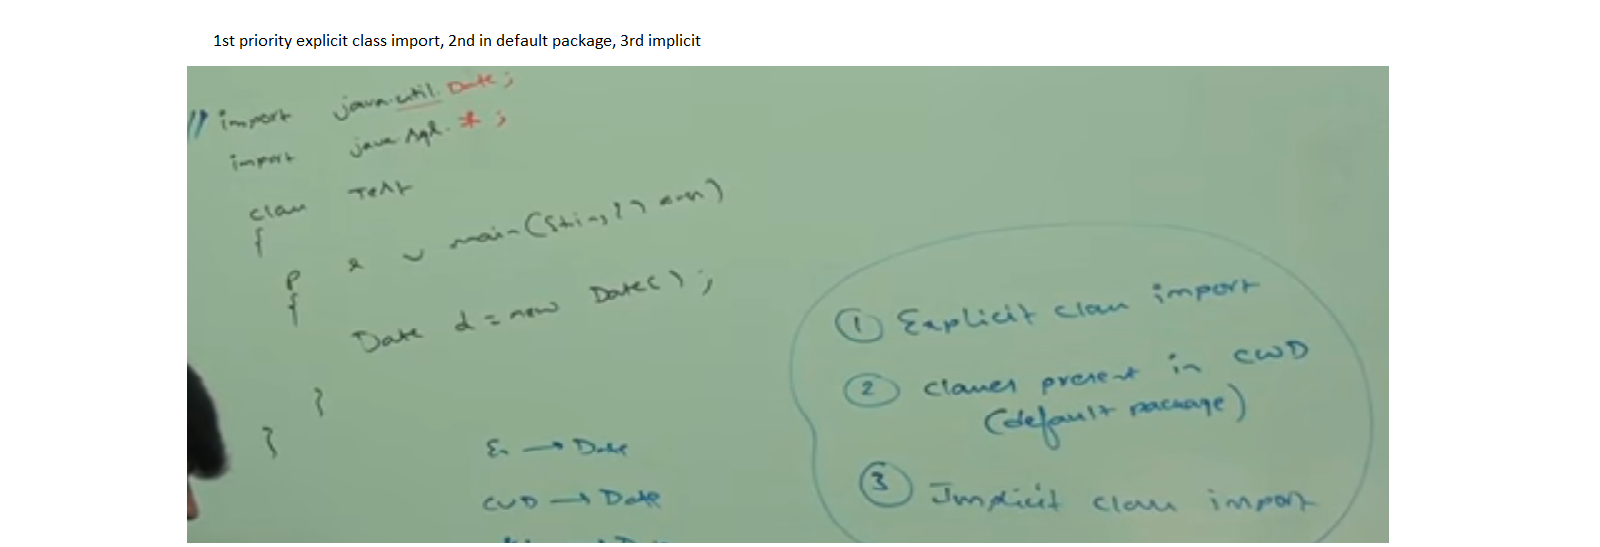 1st priority explicit class import, 2nd in default package, 3rd implicit
// import java.util.Date;
import java.sql.*;
class Test
{
p s v main(String[] args)
{
Date d = new Date();
}
}
Ex → Date
CWD → Date
① Explicit class import
② classes present in CWD
(default package)
③ Implicit class import